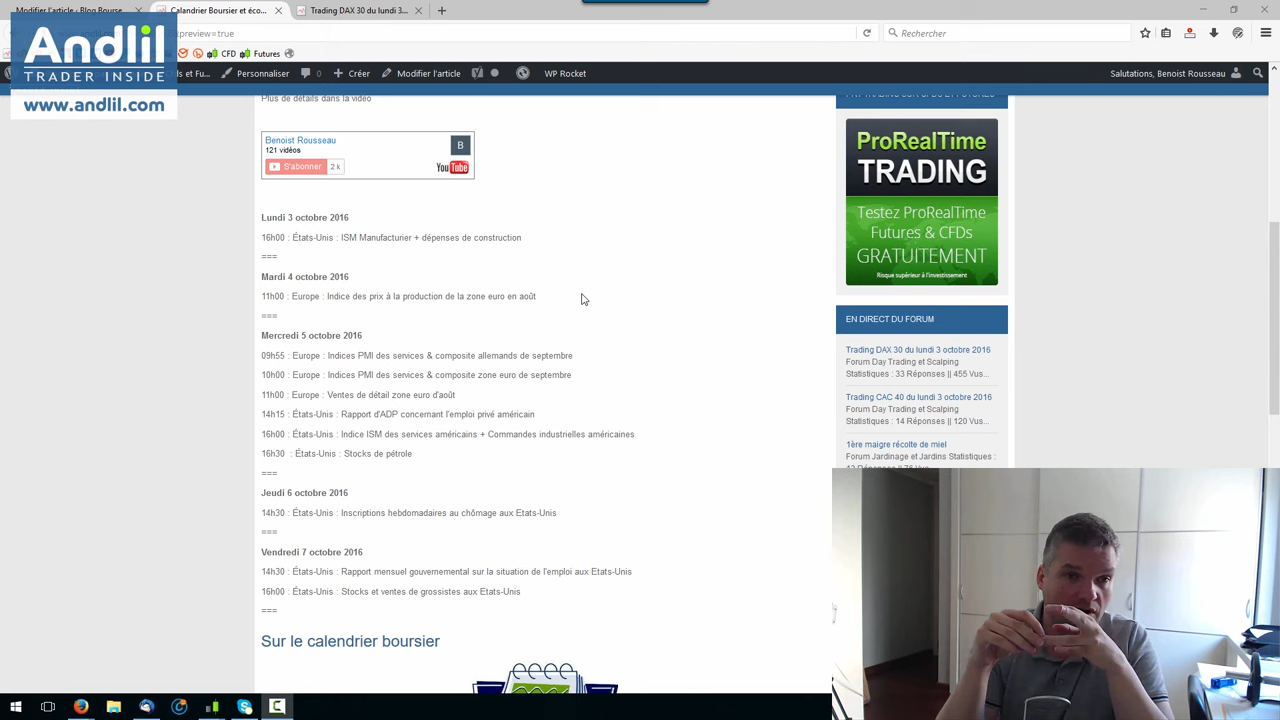 Modifier l'article ‹ Blog Bourse...
Calendrier Boursier et éco...
Trading DAX 30 du lundi 3...
preview=true
Rechercher
CFD
Futures
Andlil
TRADER INSIDE
www.andlil.com
Personnaliser
0
Créer
Modifier l'article
WP Rocket
Salutations, Benoist Rousseau
Plus de détails dans la vidéo
Benoist Rousseau
121 vidéos
B
S'abonner
2 k
YouTube
Lundi 3 octobre 2016
16h00 : États-Unis : ISM Manufacturier + dépenses de construction
===
Mardi 4 octobre 2016
11h00 : Europe : Indice des prix à la production de la zone euro en août
===
Mercredi 5 octobre 2016
09h55 : Europe : Indices PMI des services & composite allemands de septembre
10h00 : Europe : Indices PMI des services & composite zone euro de septembre
11h00 : Europe : Ventes de détail zone euro d'août
14h15 : États-Unis : Rapport d'ADP concernant l'emploi privé américain
16h00 : États-Unis : Indice ISM des services américains + Commandes industrielles américaines
16h30 : États-Unis : Stocks de pétrole
===
Jeudi 6 octobre 2016
14h30 : États-Unis : Inscriptions hebdomadaires au chômage aux Etats-Unis
===
Vendredi 7 octobre 2016
14h30 : États-Unis : Rapport mensuel gouvernemental sur la situation de l'emploi aux Etats-Unis
16h00 : États-Unis : Stocks et ventes de grossistes aux Etats-Unis
===
Sur le calendrier boursier
ProRealTime
TRADING
Testez ProRealTime
Futures & CFDs
GRATUITEMENT
Risque supérieur à l'investissement
EN DIRECT DU FORUM
Trading DAX 30 du lundi 3 octobre 2016
Forum Day Trading et Scalping
Statistiques : 33 Réponses || 455 Vus...
Trading CAC 40 du lundi 3 octobre 2016
Forum Day Trading et Scalping
Statistiques : 14 Réponses || 120 Vus...
1ère maigre récolte de miel
Forum Jardinage et Jardins Statistiques :